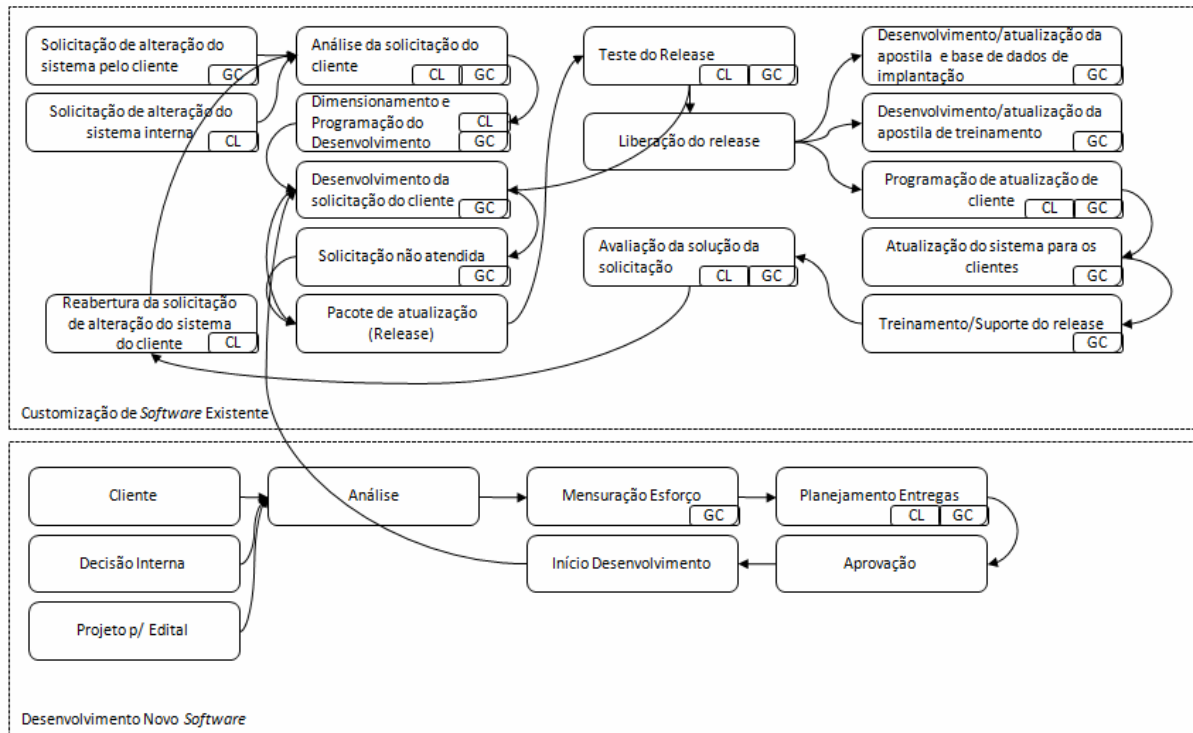 Solicitação de alteração do
sistema pelo cliente
GC
Solicitação de alteração do
sistema interna
CL
Reabertura da solicitação
de alteração do sistema
do cliente
CL
Análise da solicitação do
cliente
CL GC
Dimensionamento e
Programação do
Desenvolvimento
CL
GC
Desenvolvimento da
solicitação do cliente
GC
Solicitação não atendida
GC
Pacote de atualização
(Release)
Teste do Release
CL GC
Liberação do release
Avaliação da solução da
solicitação
CL GC
Desenvolvimento/atualização da
apostila e base de dados de
implantação
GC
Desenvolvimento/atualização da
apostila de treinamento
GC
Programação de atualização de
cliente
CL GC
Atualização do sistema para os
clientes
GC
Treinamento/Suporte do release
GC
Customização de Software Existente
Cliente
Decisão Interna
Projeto p/ Edital
Análise
Mensuração Esforço
GC
Planejamento Entregas
CL GC
Início Desenvolvimento
Aprovação
Desenvolvimento Novo Software